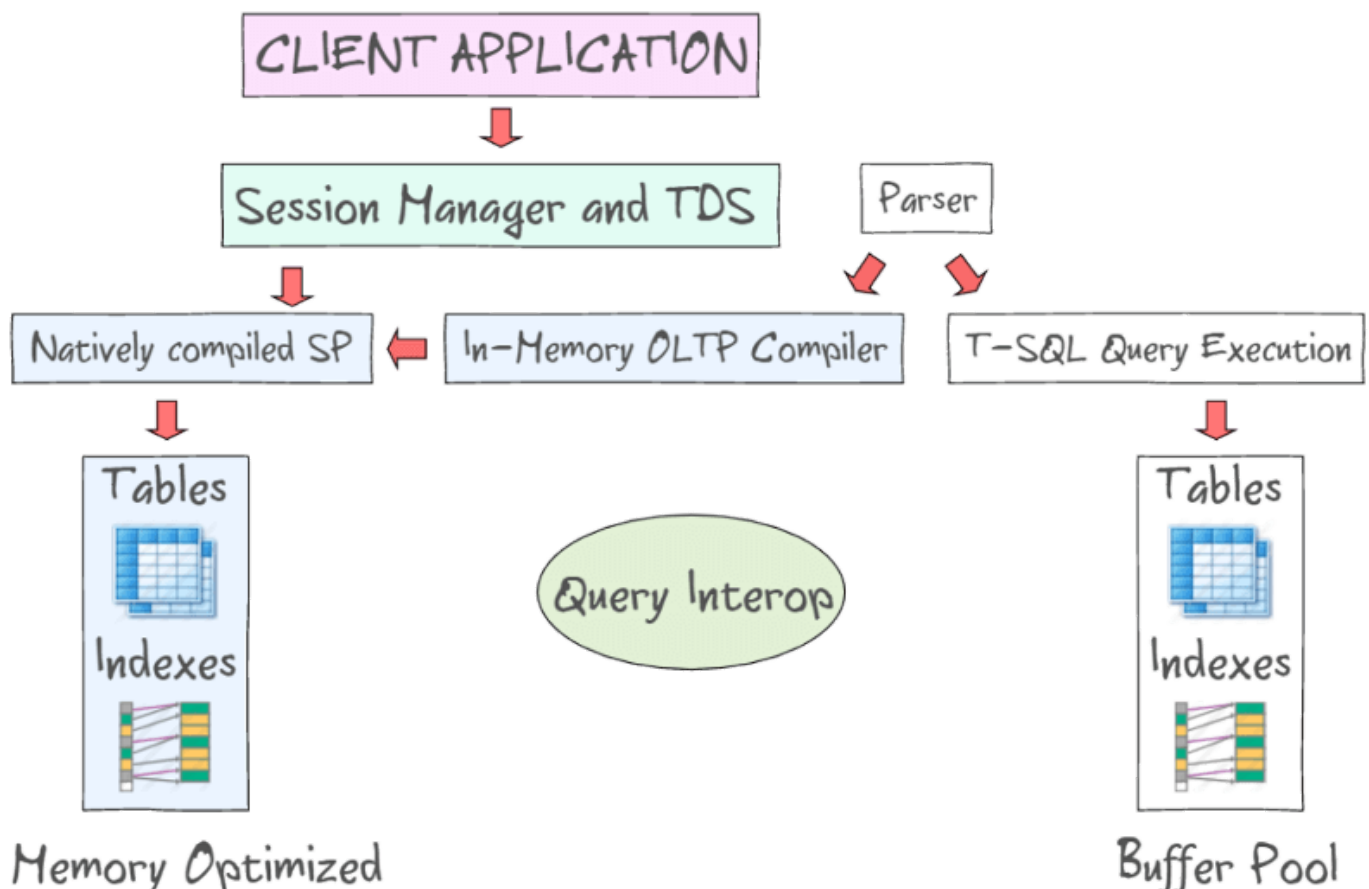 CLIENT APPLICATION
Session Manager and TDS
Parser
Natively compiled SP
In-Memory OLTP Compiler
T-SQL Query Execution
Tables
Indexes
Query Interop
Tables
Indexes
Memory Optimized
Buffer Pool